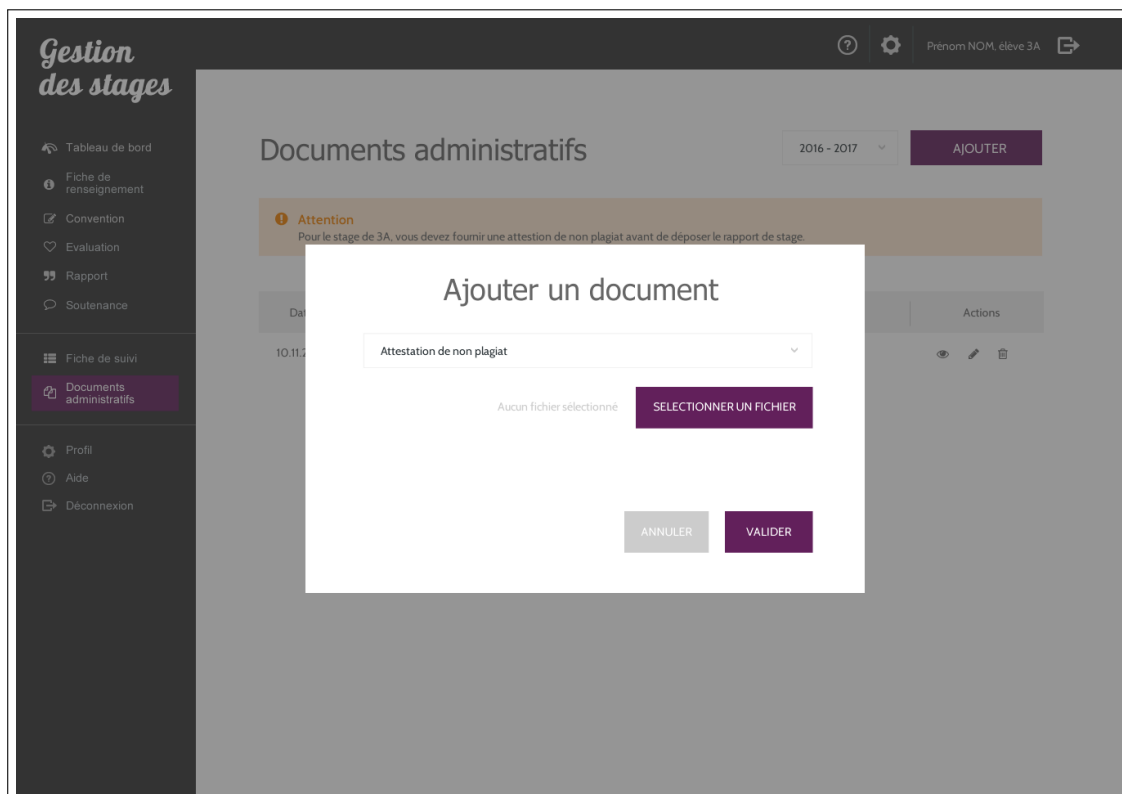 Gestion
des stages
Prénom NOM, élève 3A
Tableau de bord
Fiche de
renseignement
Convention
Evaluation
Rapport
Soutenance
Fiche de suivi
Documents
administratifs
Profil
Aide
Déconnexion
Documents administratifs
2016 - 2017
AJOUTER
Attention
Pour le stage de 3A, vous devez fournir une attestion de non plagiat avant de déposer le rapport de stage.
Actions
10.11.2
Ajouter un document
Attestation de non plagiat
Aucun fichier sélectionné
SELECTIONNER UN FICHIER
ANNULER
VALIDER